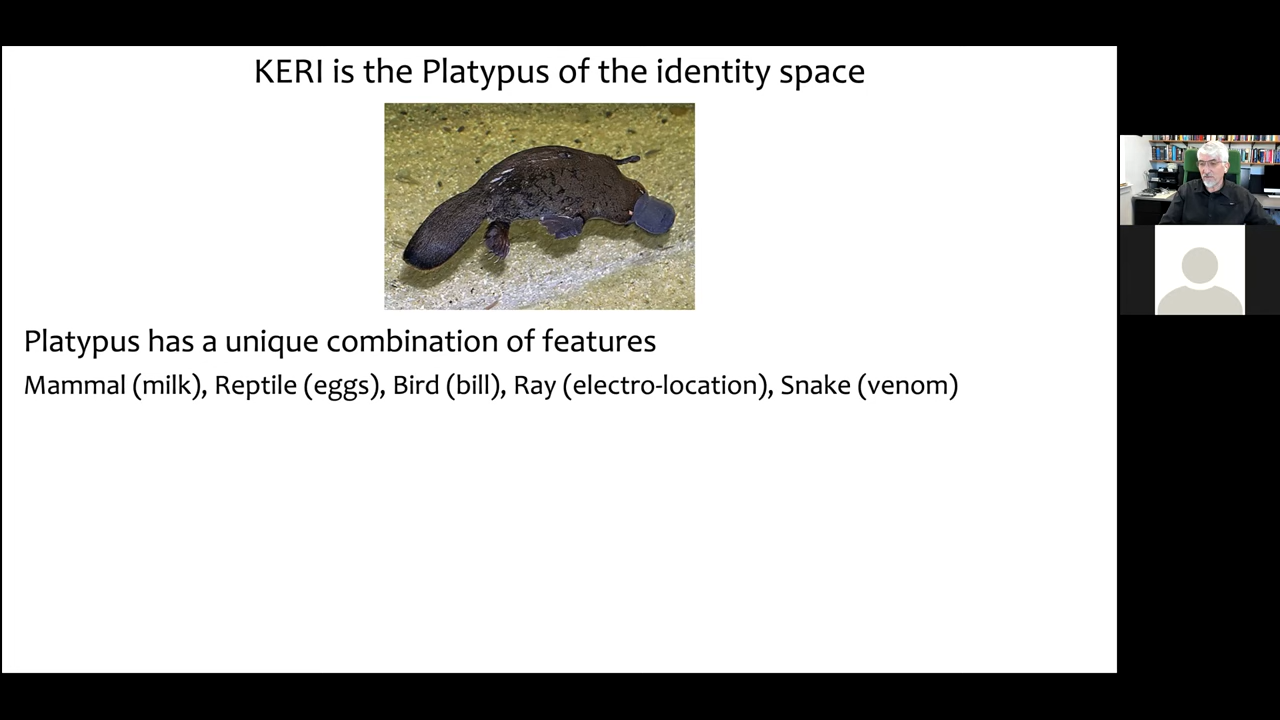 KERI is the Platypus of the identity space
Platypus has a unique combination of features
Mammal (milk), Reptile (eggs), Bird (bill), Ray (electro-location), Snake (venom)